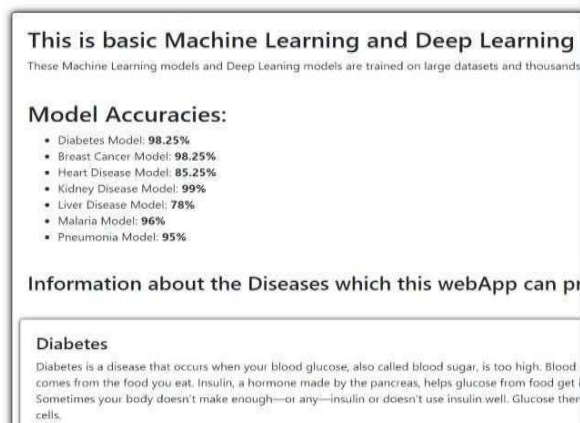 This is basic Machine Learning and Deep Learning
These Machine Learning models and Deep Leaning models are trained on large datasets and thousands
Model Accuracies:
• Diabetes Model: 98.25%
• Breast Cancer Model: 98.25%
• Heart Disease Model: 85.25%
• Kidney Disease Model: 99%
• Liver Disease Model: 78%
• Malaria Model: 96%
• Pneumonia Model: 95%
Information about the Diseases which this webApp can pr
Diabetes
Diabetes is a disease that occurs when your blood glucose, also called blood sugar, is too high. Blood
comes from the food you eat. Insulin, a hormone made by the pancreas, helps glucose from food get
Sometimes your body doesn't make enough—or any—insulin or doesn't use insulin well. Glucose ther
cells.